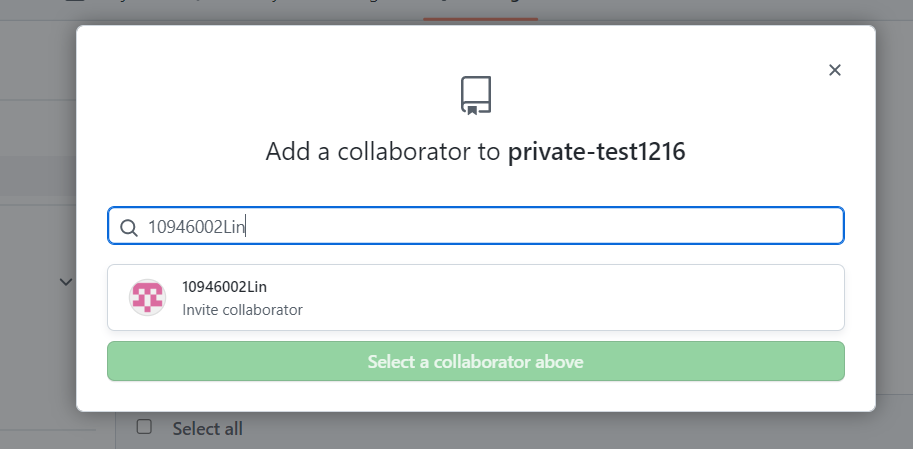 Add a collaborator to private-test1216
10946002Lin
10946002Lin
Invite collaborator
Select a collaborator above
Select all